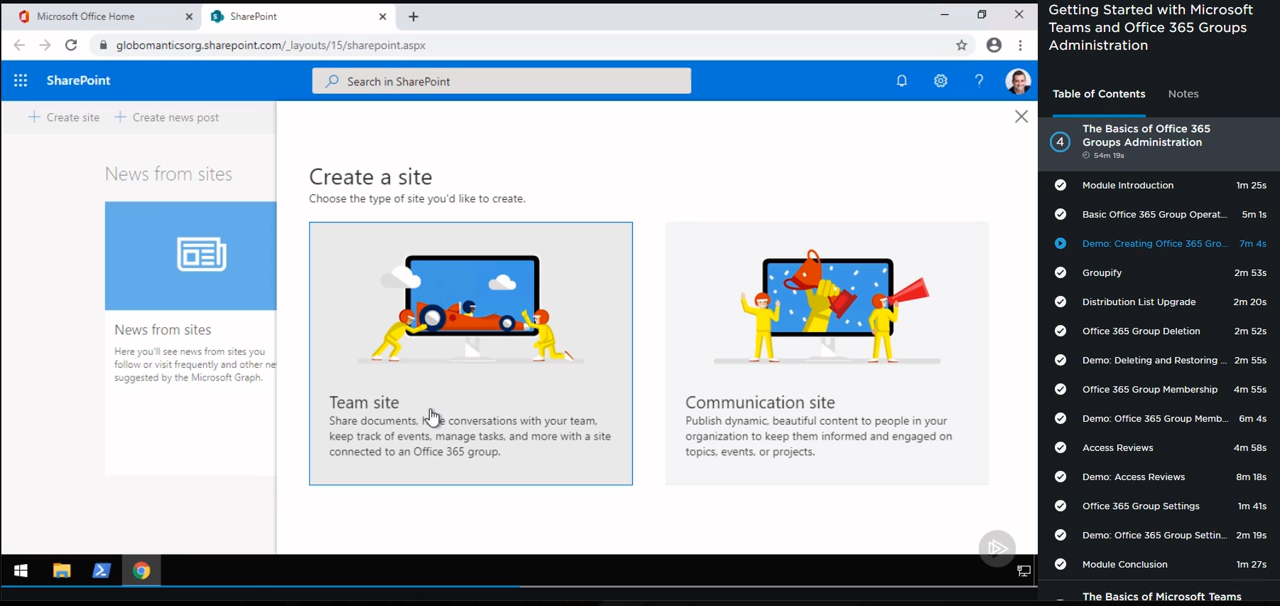 Microsoft Office Home
SharePoint
globomanticsorg.sharepoint.com/_layouts/15/sharepoint.aspx
SharePoint
Search in SharePoint
?
+ Create site + Create news post
News from sites
News from sites
Here you'll see news from sites you
follow or visit frequently and other ne
suggested by the Microsoft Graph.
Create a site
Choose the type of site you'd like to create.
Team site
Share documents, conversations with your team,
keep track of events, manage tasks, and more with a site
connected to an Office 365 group.
Communication site
Publish dynamic, beautiful content to people in your
organization to keep them informed and engaged on
topics, events, or projects.
Getting Started with Microsoft
Teams and Office 365 Groups
Administration
Table of Contents Notes
4
The Basics of Office 365
Groups Administration
54m 19s
Module Introduction 1m 25s
Basic Office 365 Group Operat... 5m 1s
Demo: Creating Office 365 Gro... 7m 4s
Groupify 2m 53s
Distribution List Upgrade 2m 20s
Office 365 Group Deletion 2m 52s
Demo: Deleting and Restoring ... 2m 55s
Office 365 Group Membership 4m 55s
Demo: Office 365 Group Memb... 6m 4s
Access Reviews 4m 58s
Demo: Access Reviews 8m 18s
Office 365 Group Settings 1m 41s
Demo: Office 365 Group Settin... 2m 19s
Module Conclusion 1m 27s
The Basics of Microsoft Teams